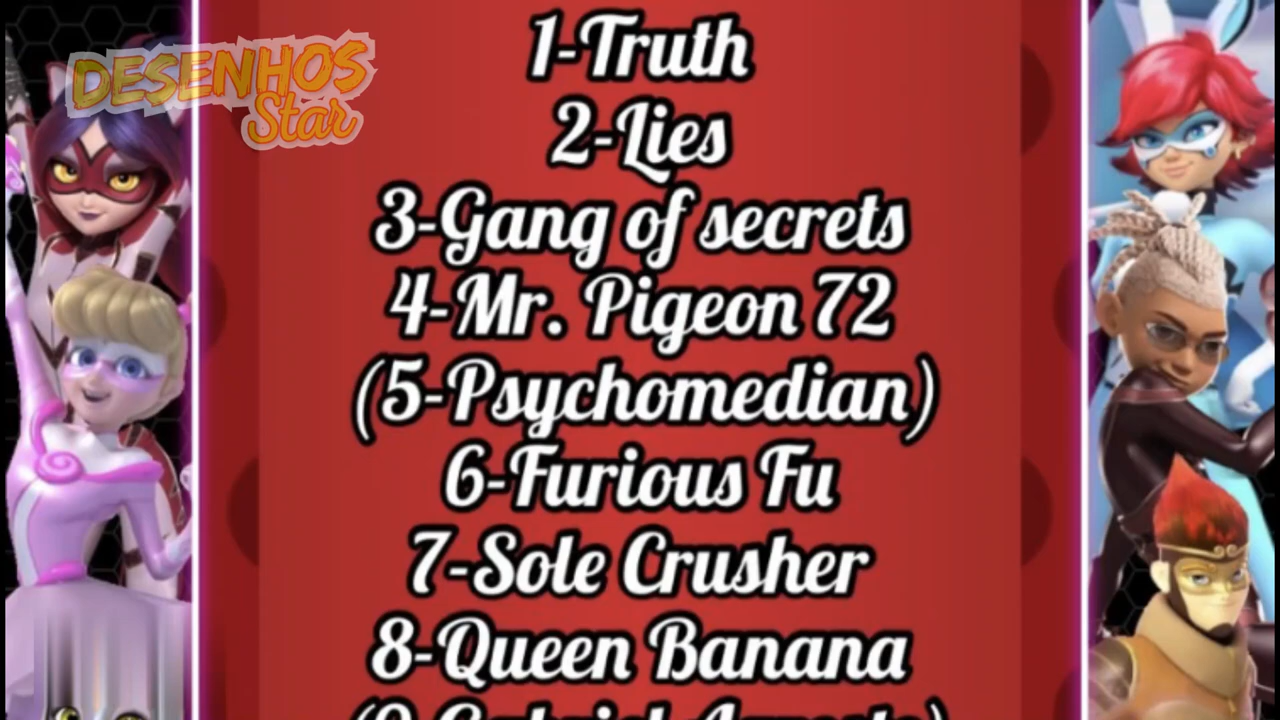 DESENHOS
Star
1-Truth
2-Lies
3-Gang of secrets
4-Mr. Pigeon 72
(5-Psychomedian)
6-Furious Fu
7-Sole Crusher
8-Queen Banana